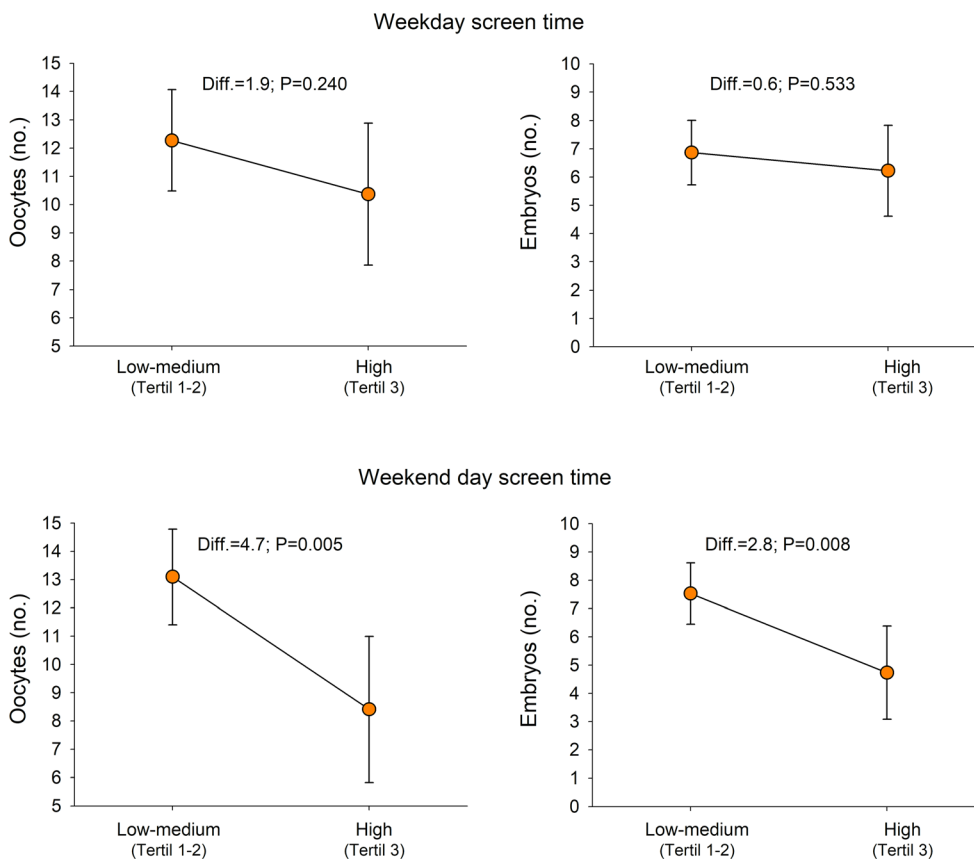 Weekday screen time
Diff.=1.9; P=0.240
Oocytes (no.)
15
14
13
12
11
10
9
8
7
6
5
Low-medium
(Tertil 1-2)
High
(Tertil 3)
Diff.=0.6; P=0.533
Embryos (no.)
10
9
8
7
6
5
4
3
2
1
0
Low-medium
(Tertil 1-2)
High
(Tertil 3)
Weekend day screen time
Diff.=4.7; P=0.005
Oocytes (no.)
15
14
13
12
11
10
9
8
7
6
5
Low-medium
(Tertil 1-2)
High
(Tertil 3)
Diff.=2.8; P=0.008
Embryos (no.)
10
9
8
7
6
5
4
3
2
1
0
Low-medium
(Tertil 1-2)
High
(Tertil 3)